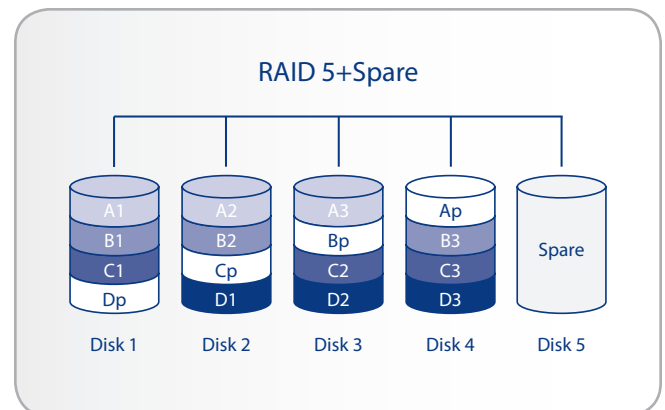 RAID 5+Spare
A1 A2 A3 Ap
B1 B2 Bp B3 Spare
C1 Cp C2 C3
Dp D1 D2 D3
Disk 1 Disk 2 Disk 3 Disk 4 Disk 5